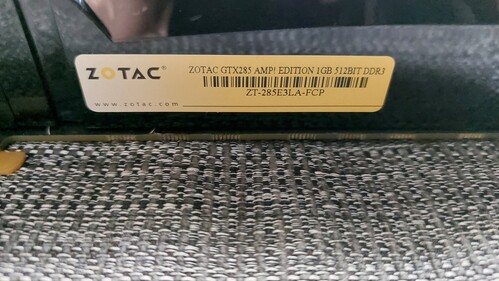 ZOTAC®
ZOTAC GTX285 AMP! EDITION 1GB 512BIT DDR3
ZT-285E3LA-FCP
www.zotac.com